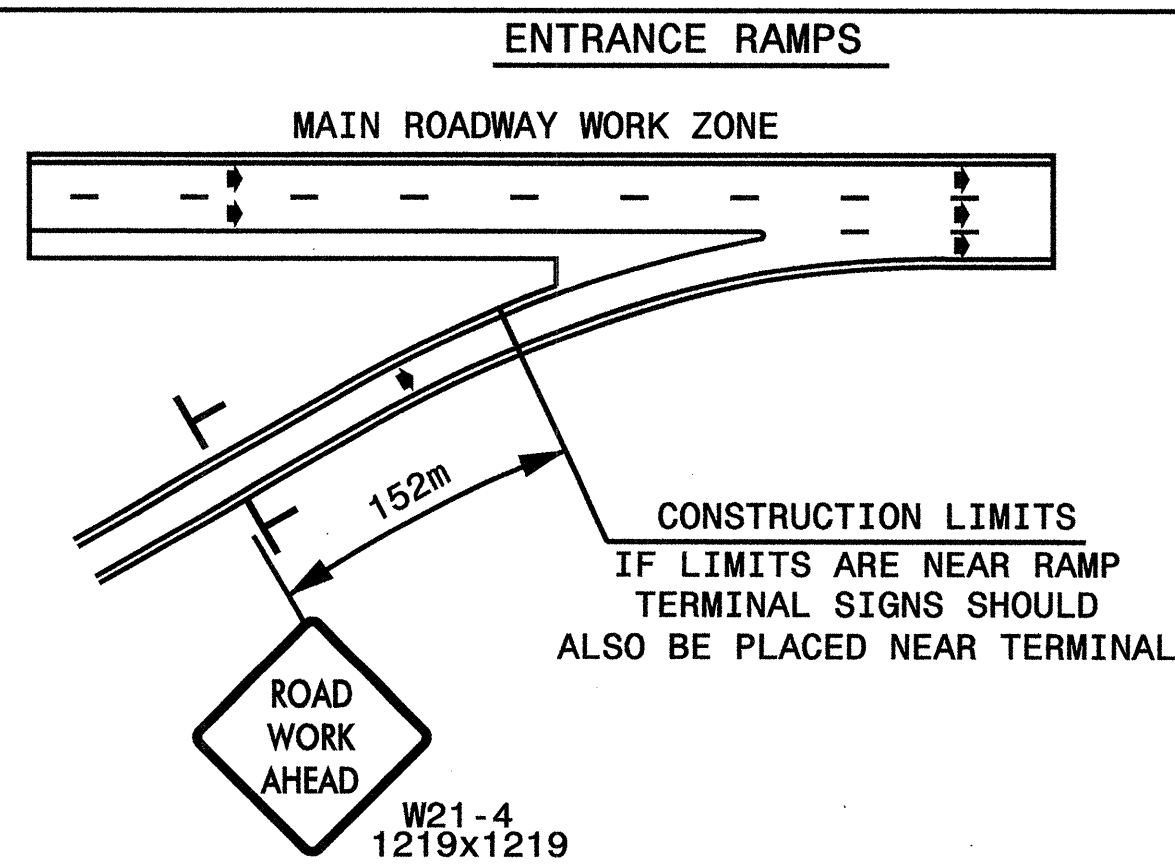 ENTRANCE RAMPS
MAIN ROADWAY WORK ZONE
152m
CONSTRUCTION LIMITS
IF LIMITS ARE NEAR RAMP
TERMINAL SIGNS SHOULD
ALSO BE PLACED NEAR TERMINAL
ROAD
WORK
AHEAD
W21-4
1219x1219